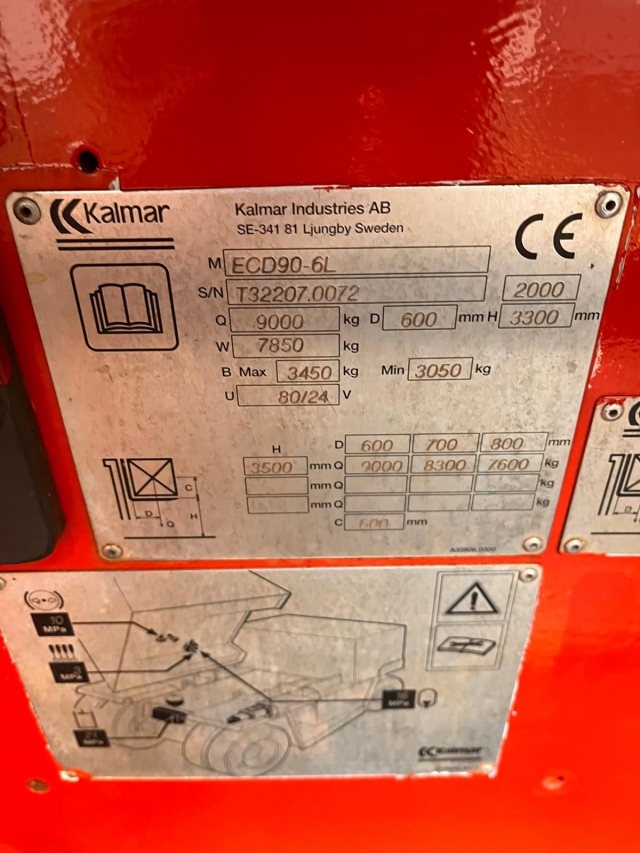 Kalmar
Kalmar Industries AB
SE-341 81 Ljungby Sweden
CE
M ECD90-6L
S/N T32207.0072 2000
Q 9000 kg D 600 mm H 3300 mm
W 7850 kg
B Max 3450 kg Min 3050 kg
U 80/24 V
H D 600 700 800 mm
3500 mm Q 9000 8300 7600 kg
mm Q kg
mm Q kg
C 600 mm
C
D
Q
H
10
MPa
3
MPa
21
MPa
MPa
Kalmar